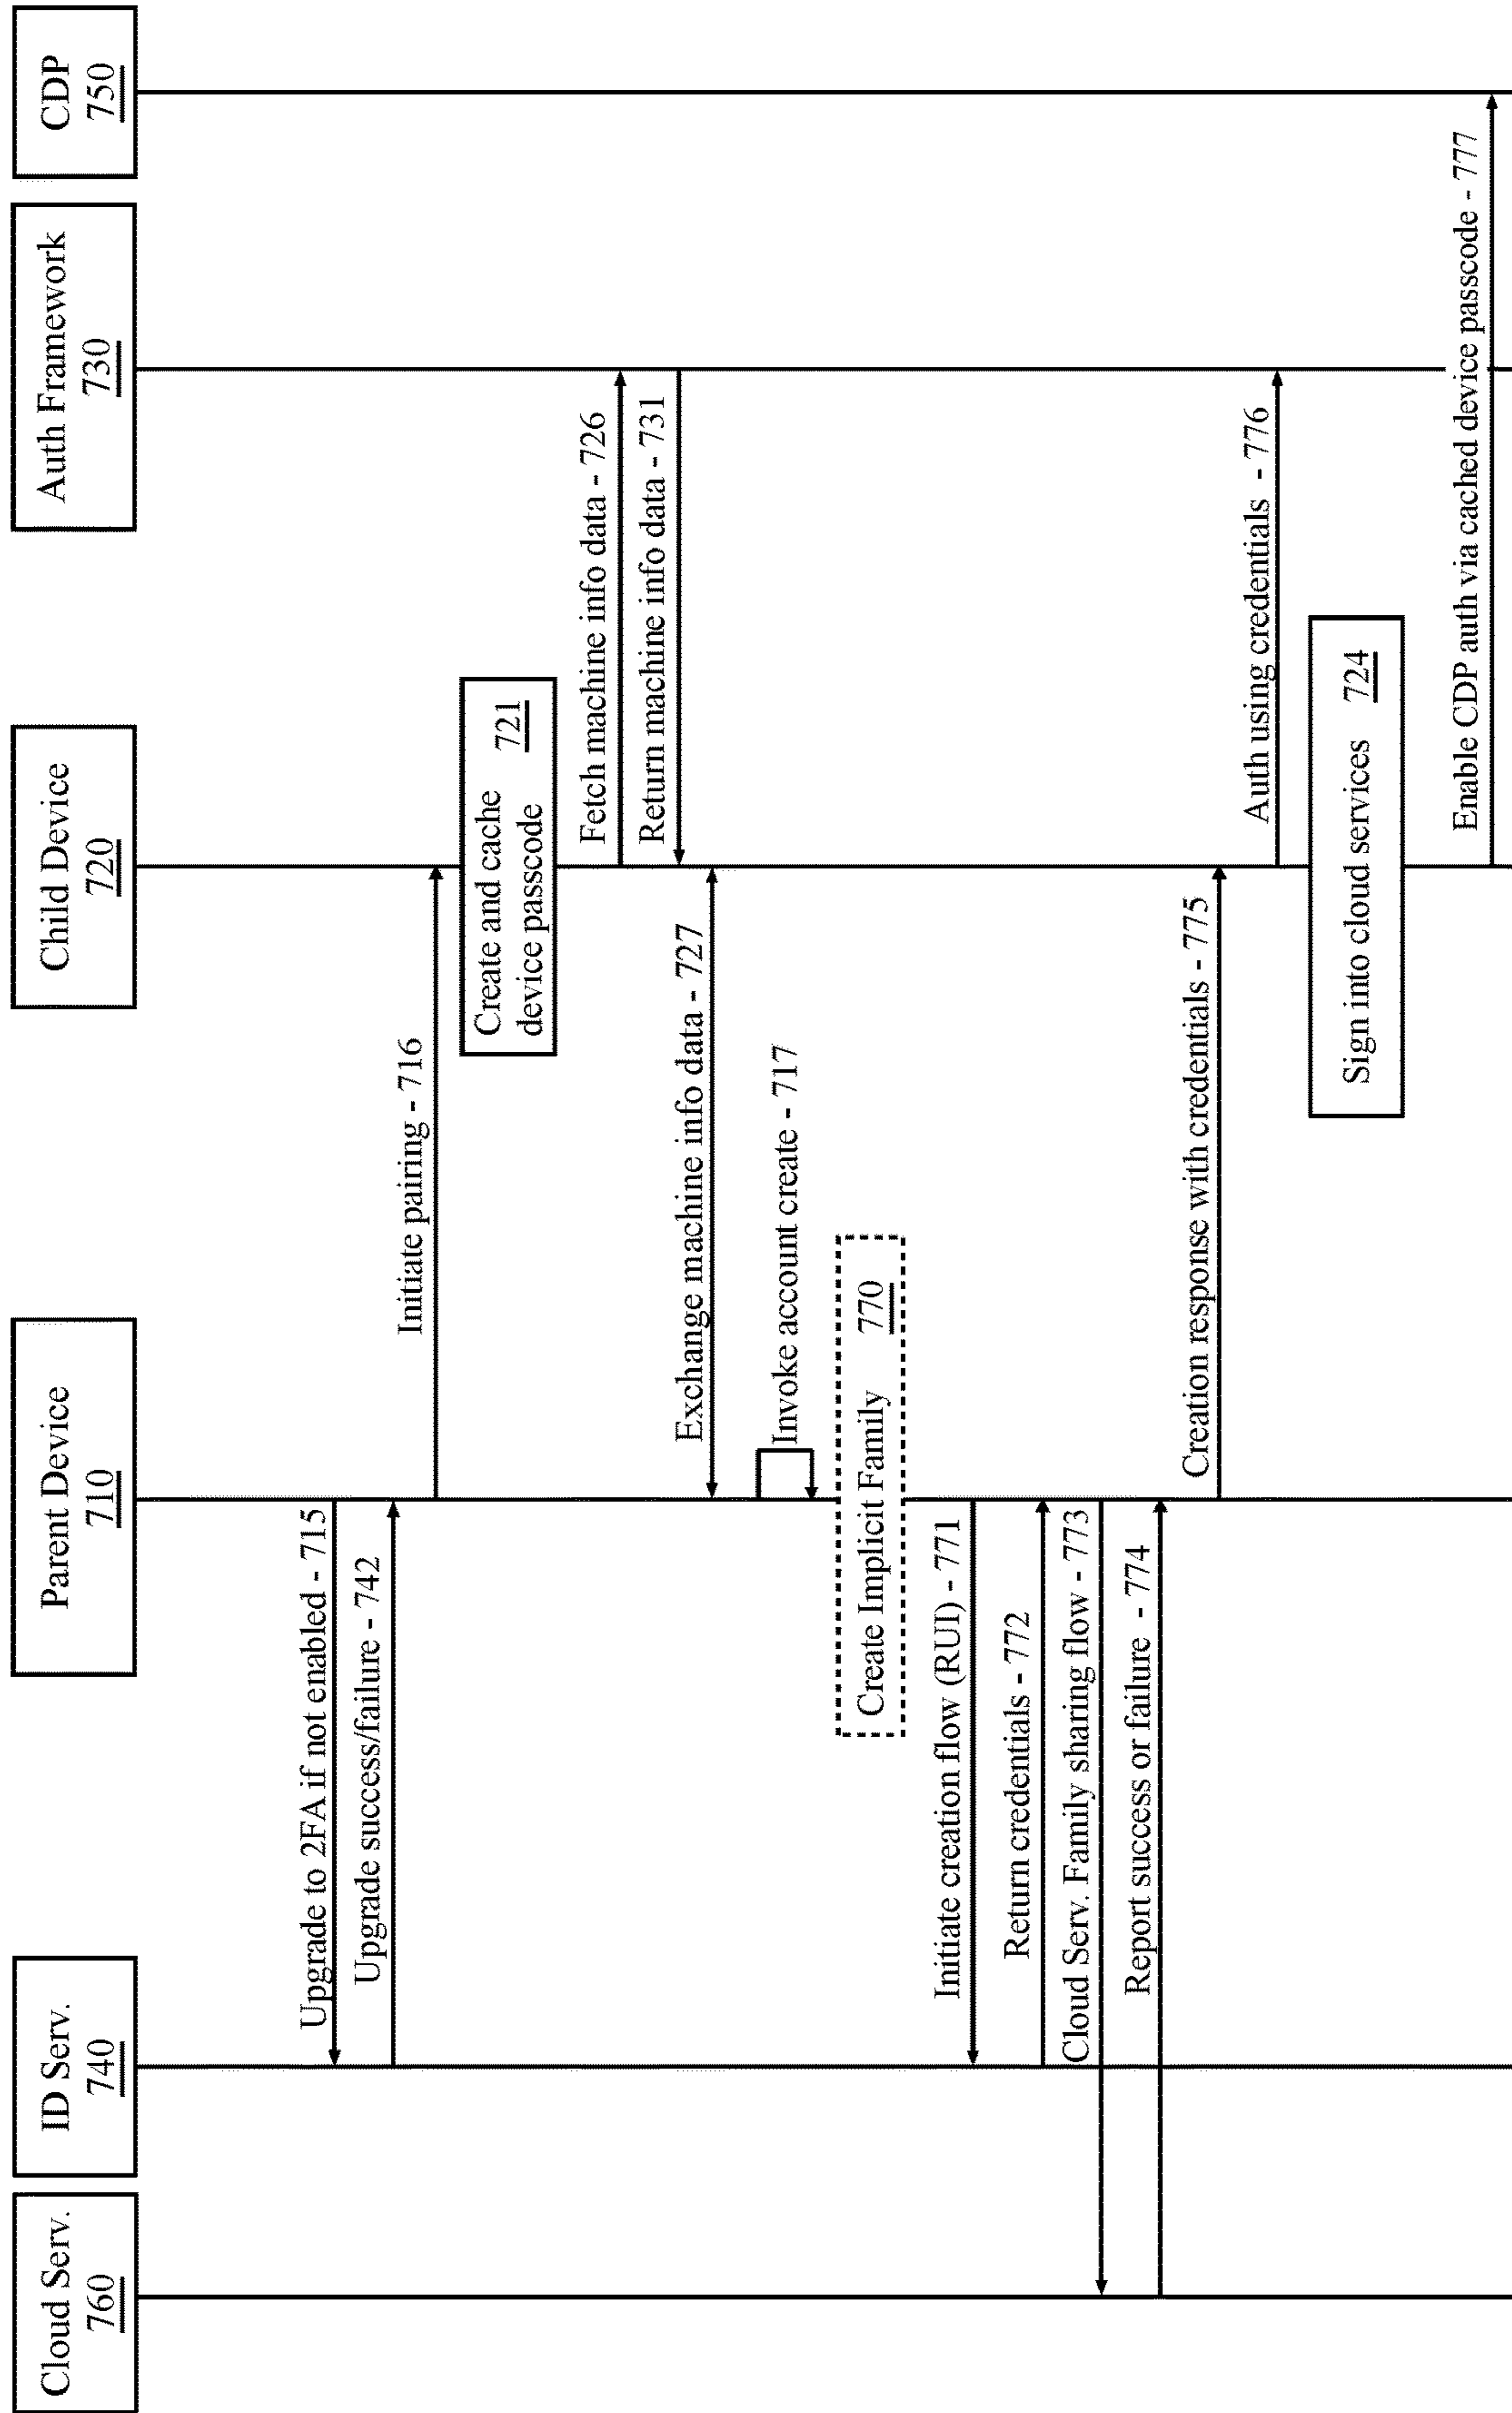 Cloud Serv.
760
ID Serv.
740
Parent Device
710
Child Device
720
Auth Framework
730
CDP
750
Upgrade to 2FA if not enabled - 715
Upgrade success/failure - 742
Initiate pairing - 716
Create and cache
device passcode 721
Fetch machine info data - 726
Return machine info data - 731
Exchange machine info data - 727
Invoke account create - 717
Create Implicit Family 770
Initiate creation flow (RUI) - 771
Return credentials - 772
Cloud Serv. Family sharing flow - 773
Report success or failure - 774
Creation response with credentials - 775
Auth using credentials - 776
Sign into cloud services 724
Enable CDP auth via cached device passcode - 777